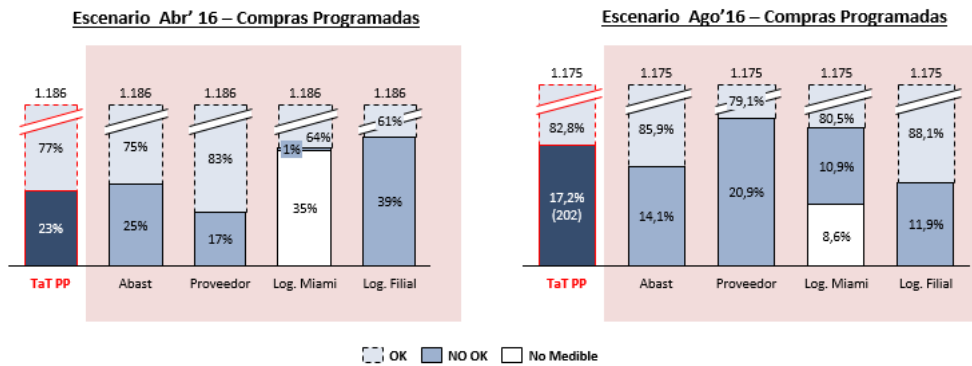 Escenario Abr' 16 – Compras Programadas
1.186 1.186 1.186 1.186 1.186
77% 75% 83% 64% 61%
1%
23% 25% 17% 35% 39%
TaT PP Abast Proveedor Log. Miami Log. Filial
Escenario Ago'16 – Compras Programadas
1.175 1.175 1.175 1.175 1.175
82,8% 85,9% 79,1% 80,5% 88,1%
10,9%
17,2%
(202)
14,1% 20,9% 8,6% 11,9%
TaT PP Abast Proveedor Log. Miami Log. Filial
OK NO OK No Medible